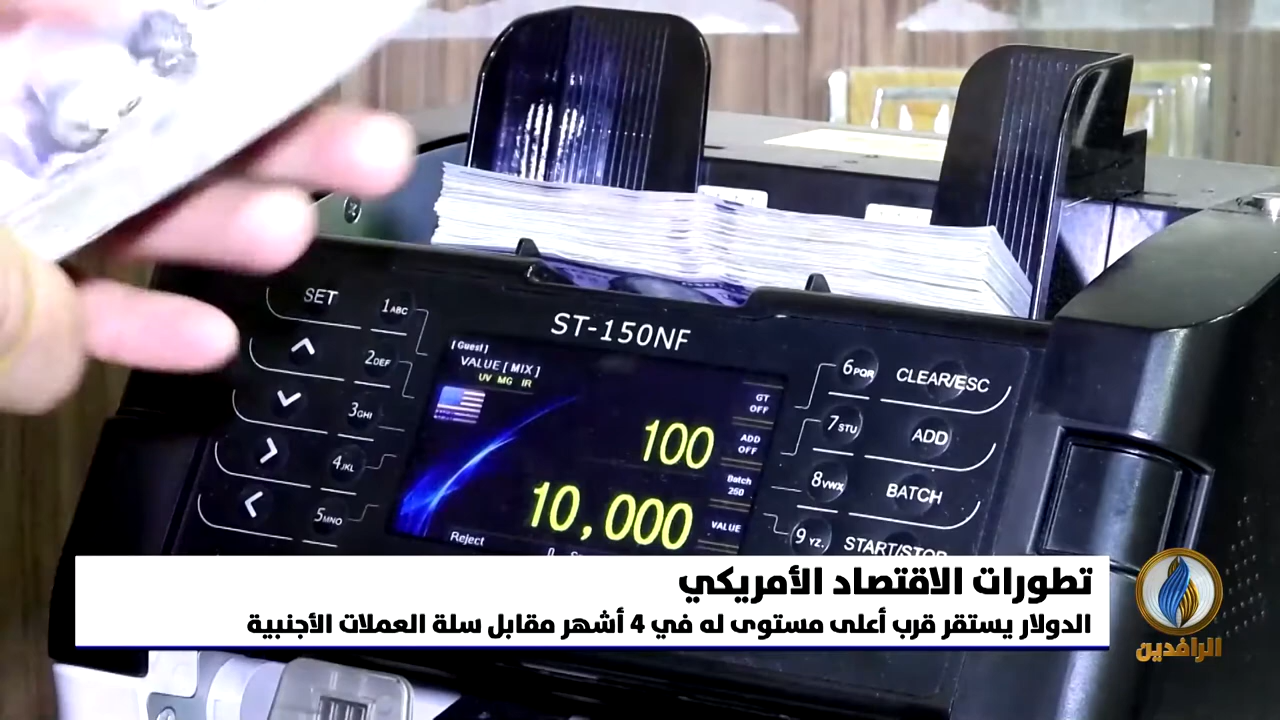 ST-150NF
SET
1ABC
2DEF
3GHI
4JKL
5MNO
[ Guest ]
VALUE [ MIX ]
UV MG IR
100
10,000
GT
OFF
ADD
OFF
Batch
250
VALUE
Reject
0
6PQR
CLEAR/ESC
7STU
ADD
8VWX
BATCH
9YZ.
START/STOP
تطورات الاقتصاد الأمريكي
الدولار يستقر قرب أعلى مستوى له في 4 أشهر مقابل سلة العملات الأجنبية
الرافدين